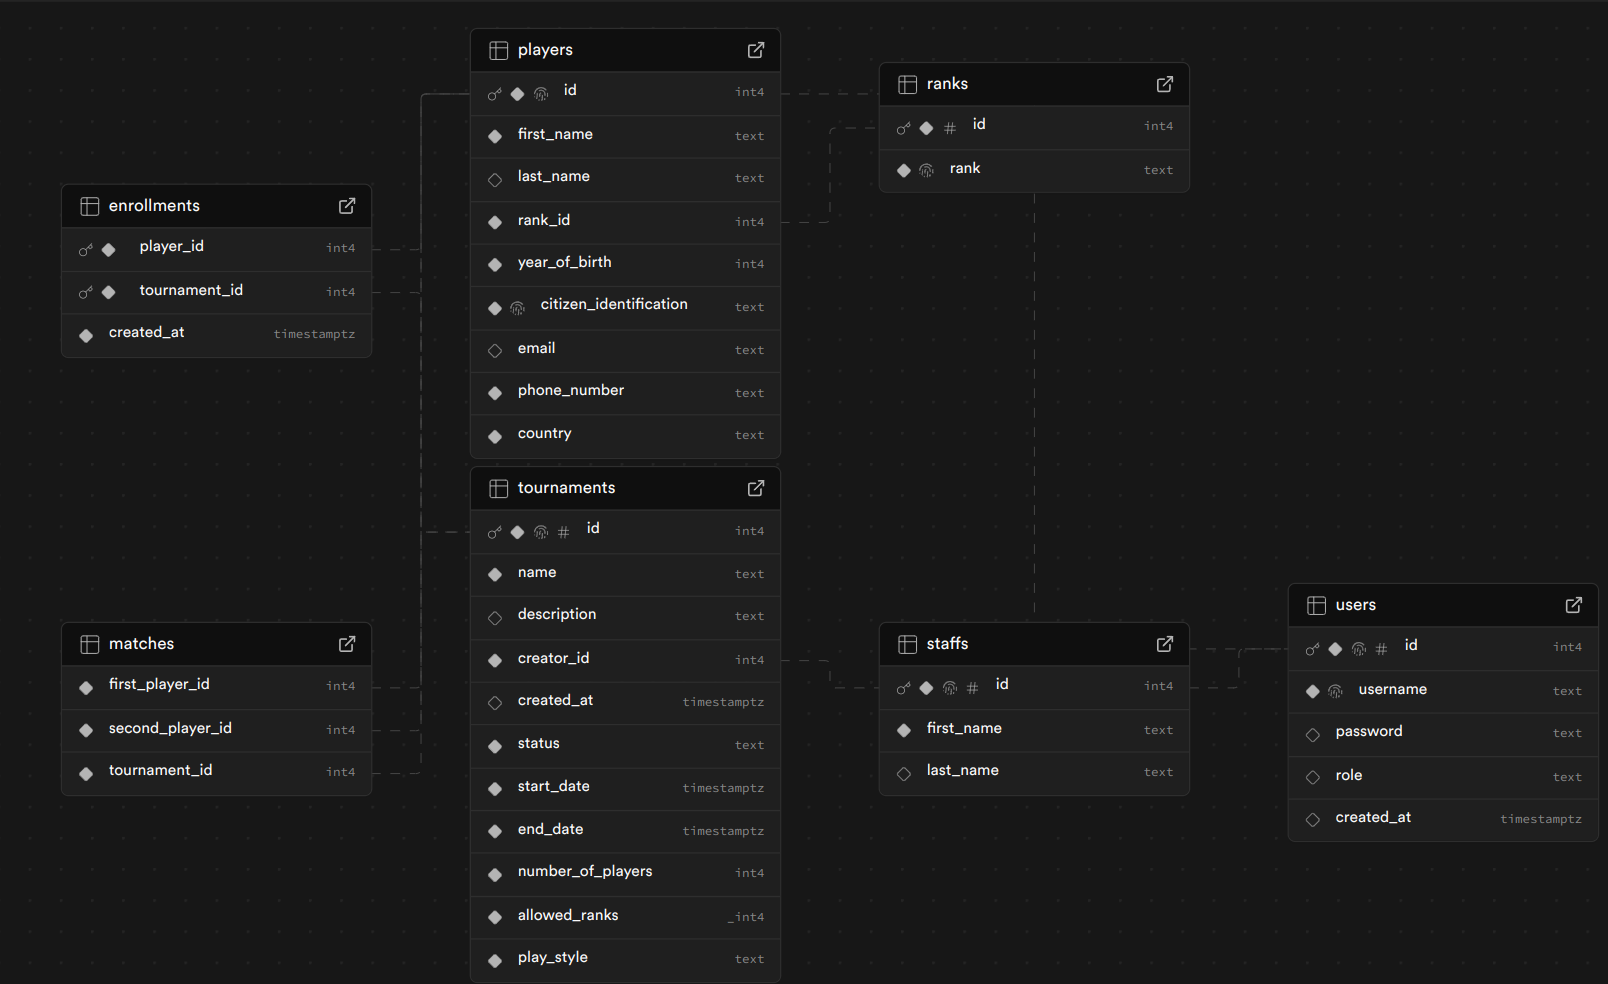 players
id int4
first_name text
last_name text
rank_id int4
year_of_birth int4
citizen_identification text
email text
phone_number text
country text
ranks
id # int4
rank text
enrollments
player_id int4
tournament_id int4
created_at timestamptz
tournaments
# id int4
name text
description text
creator_id int4
created_at timestamptz
status text
start_date timestamptz
end_date timestamptz
number_of_players int4
allowed_ranks _int4
play_style text
matches
first_player_id int4
second_player_id int4
tournament_id int4
staffs
# id int4
first_name text
last_name text
users
# id int4
username text
password text
role text
created_at timestamptz